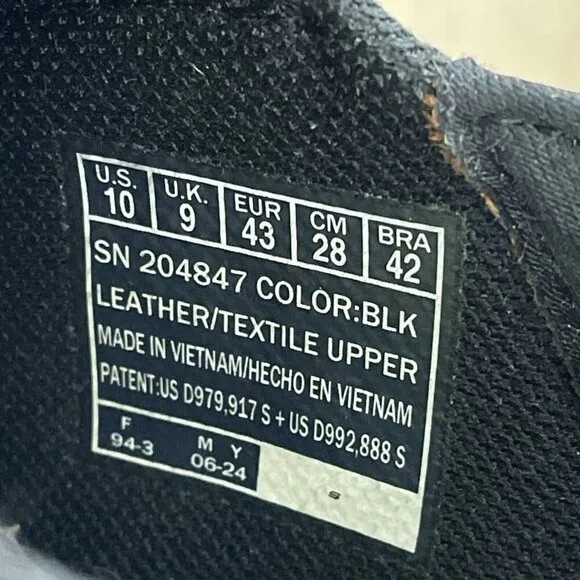 U.S. U.K. EUR CM BRA
10 9 43 28 42
SN 204847 COLOR:BLK
LEATHER/TEXTILE UPPER
MADE IN VIETNAM/HECHO EN VIETNAM
PATENT:US D979,917 S + US D992,888 S
F M Y
94-3 06-24
S